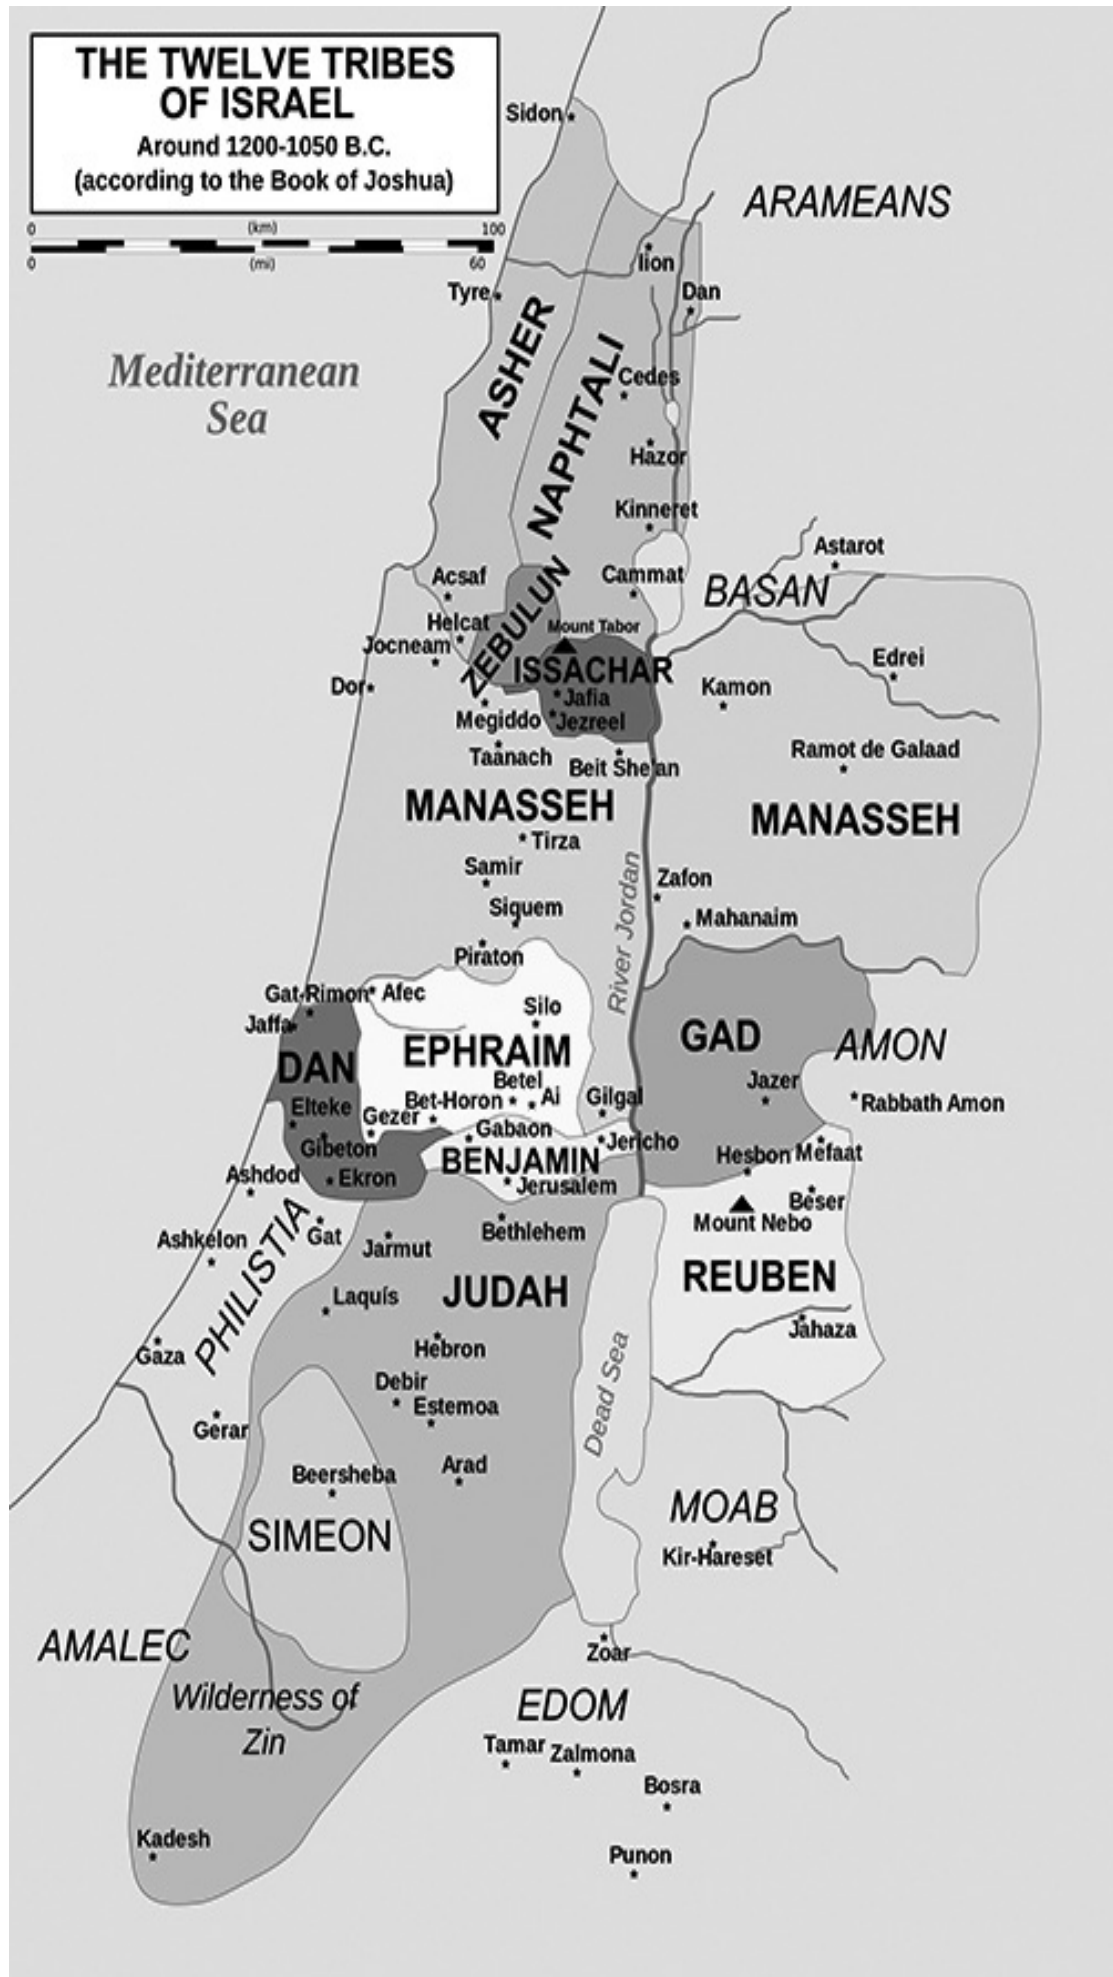 THE TWELVE TRIBES
OF ISRAEL
Around 1200-1050 B.C.
(according to the Book of Joshua)
0 (km) 100
0 (mi) 60
Sidon
ARAMEANS
Iion
Tyre
Dan
ASHER
Mediterranean
Sea
NAPHTALI
Cedes
Hazor
Kinneret
Astarot
Acsaf
Cammat
BASAN
Helcat
ZEBULUN
Mount Tabor
Jocneam
ISSACHAR
Edrei
Dor
Jafia
Kamon
Megiddo
Jezreel
Taanach
Beit She'an
Ramot de Galaad
MANASSEH
MANASSEH
Tirza
Samir
Zafon
Siquem
Mahanaim
River Jordan
Piraton
Gat-Rimon
Afec
Silo
Jaffa
GAD
AMON
DAN
EPHRAIM
Betel
Jazer
Elteke
Bet-Horon
Ai
Gilgal
Rabbath Amon
Gezer
Gabaon
Gibeton
Jericho
BENJAMIN
Hesbon
Mefaat
Ashdod
Ekron
Jerusalem
Beser
Mount Nebo
Ashkelon
Gat
Jarmut
Bethlehem
PHILISTIA
JUDAH
REUBEN
Laquís
Jahaza
Gaza
Hebron
Dead Sea
Debir
Estemoa
Gerar
Beersheba
Arad
SIMEON
MOAB
Kir-Hareset
AMALEC
Zoar
Wilderness of
Zin
EDOM
Tamar
Zalmona
Bosra
Kadesh
Punon